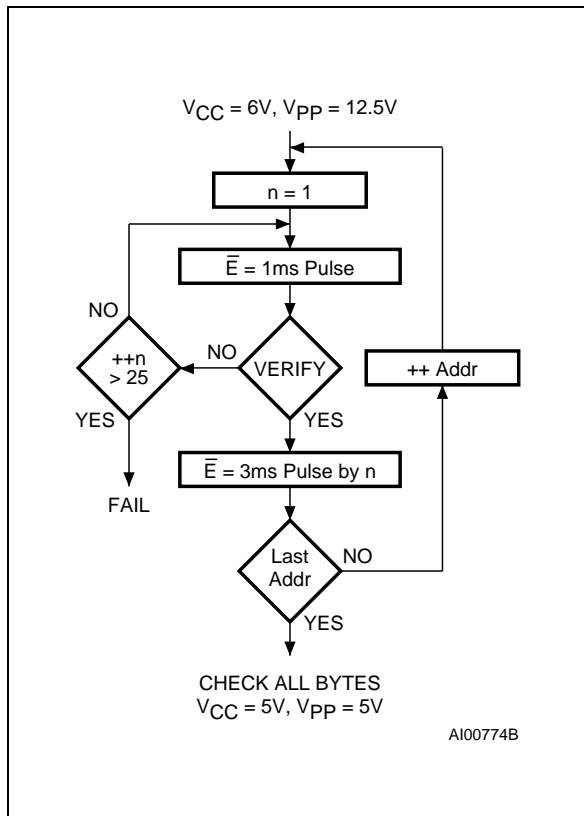 VCC = 6V, VPP = 12.5V
n = 1
E̅ = 1ms Pulse
NO
++n
> 25
NO
VERIFY
++ Addr
YES
YES
E̅ = 3ms Pulse by n
FAIL
Last
Addr
NO
YES
CHECK ALL BYTES
VCC = 5V, VPP = 5V
AI00774B